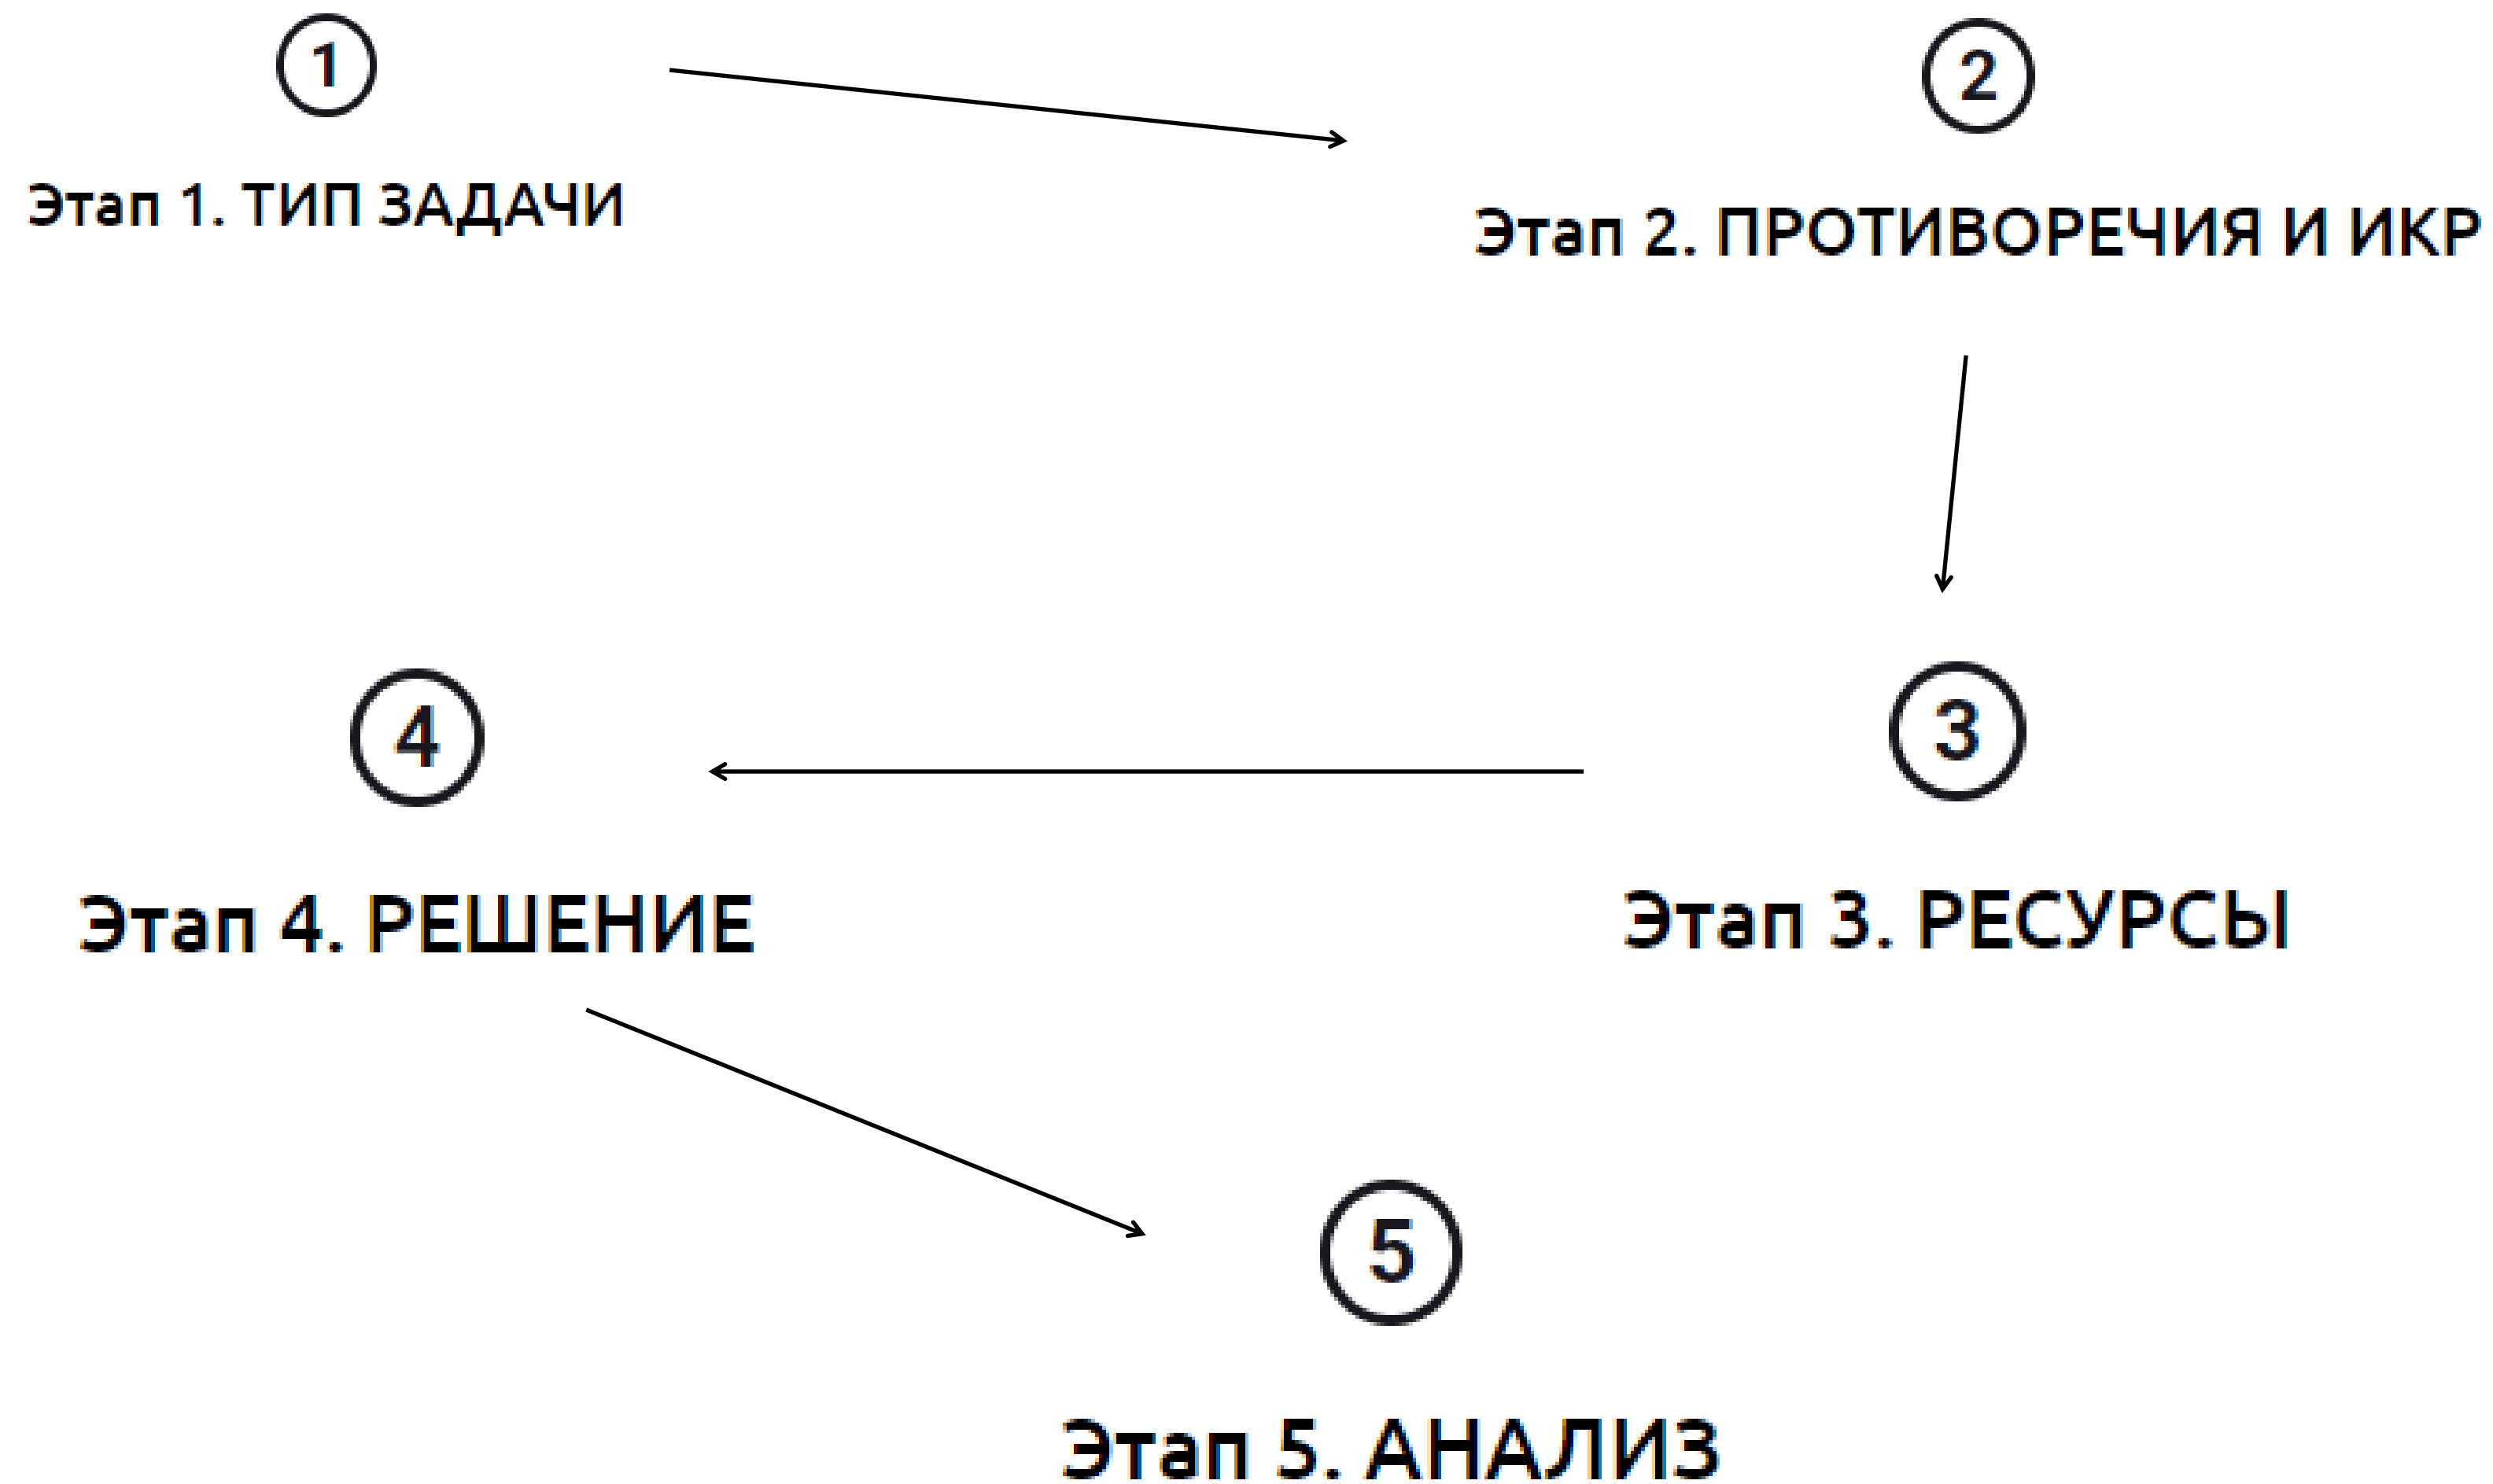 1
Этап 1. ТИП ЗАДАЧИ
2
Этап 2. ПРОТИВОРЕЧИЯ И ИКР
3
Этап 3. РЕСУРСЫ
4
Этап 4. РЕШЕНИЕ
5
Этап 5. АНАЛИЗ